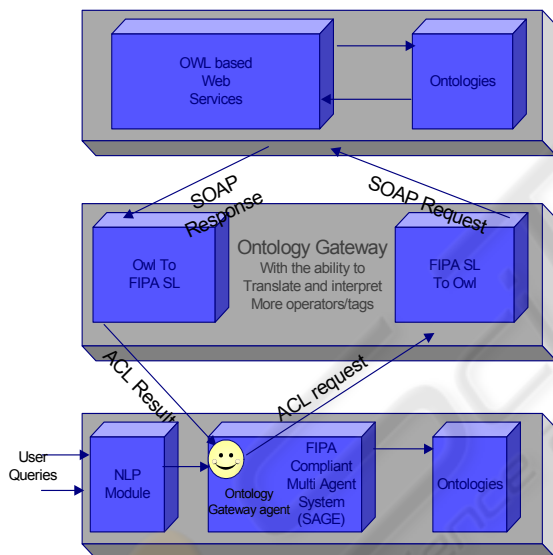 OWL based
Web
Services
Ontologies
SOAP
Response
SOAP Request
Owl To
FIPA SL
Ontology Gateway
With the ability to
Translate and interpret
More operators/tags
FIPA SL
To Owl
ACL Result
ACL request
User
Queries
NLP
Module
Ontology
Gateway agent
FIPA
Compliant
Multi Agent
System
(SAGE)
Ontologies